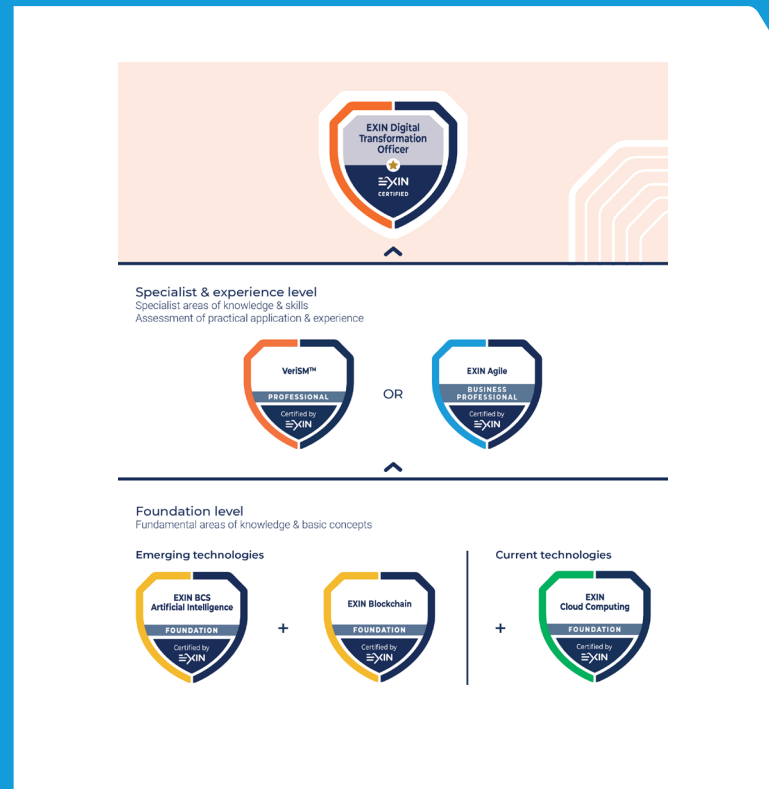 EXIN Digital
Transformation
Officer
EXIN
CERTIFIED
Specialist & experience level
Specialist areas of knowledge & skills
Assessment of practical application & experience
VeriSM™
PROFESSIONAL
Certified by
EXIN
OR
EXIN Agile
BUSINESS
PROFESSIONAL
Certified by
EXIN
Foundation level
Fundamental areas of knowledge & basic concepts
Emerging technologies
Current technologies
EXIN BCS
Artificial Intelligence
FOUNDATION
Certified by
EXIN
+
EXIN Blockchain
FOUNDATION
Certified by
EXIN
+
EXIN
Cloud Computing
FOUNDATION
Certified by
EXIN